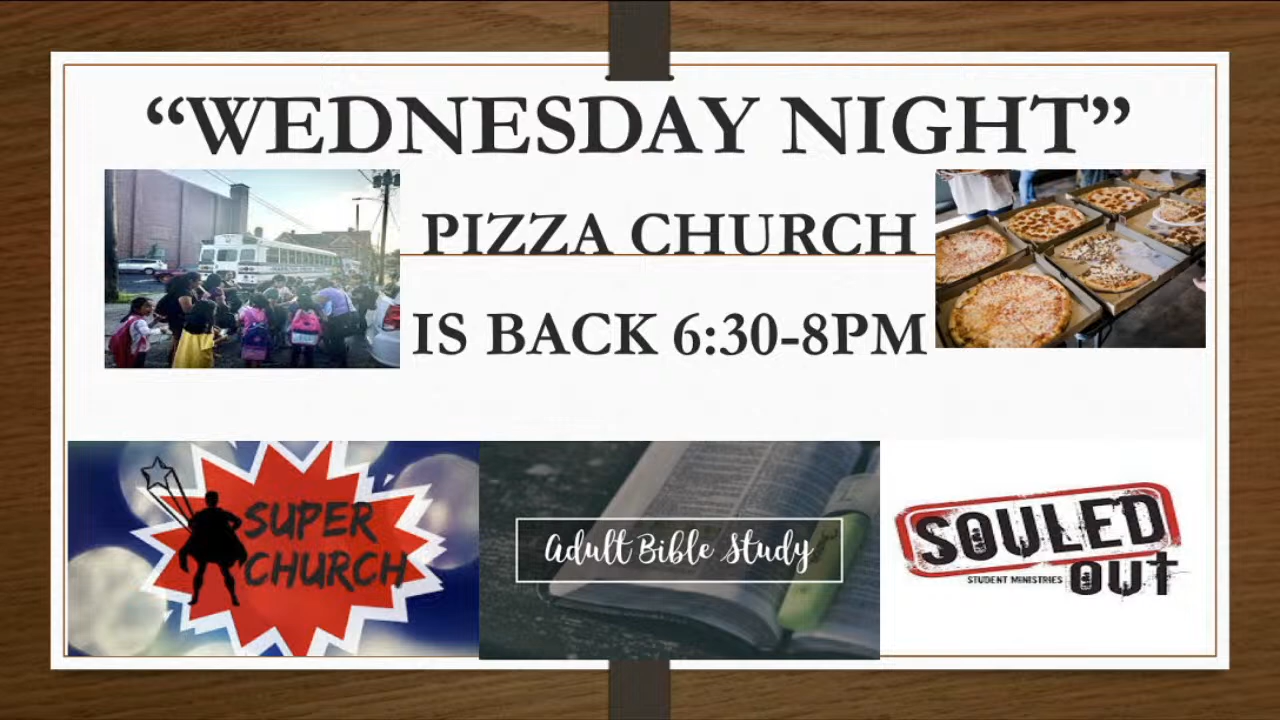 “WEDNESDAY NIGHT”
PIZZA CHURCH
IS BACK 6:30-8PM
SUPER
CHURCH
Adult Bible Study
SOULED
STUDENT MINISTRIES OUT